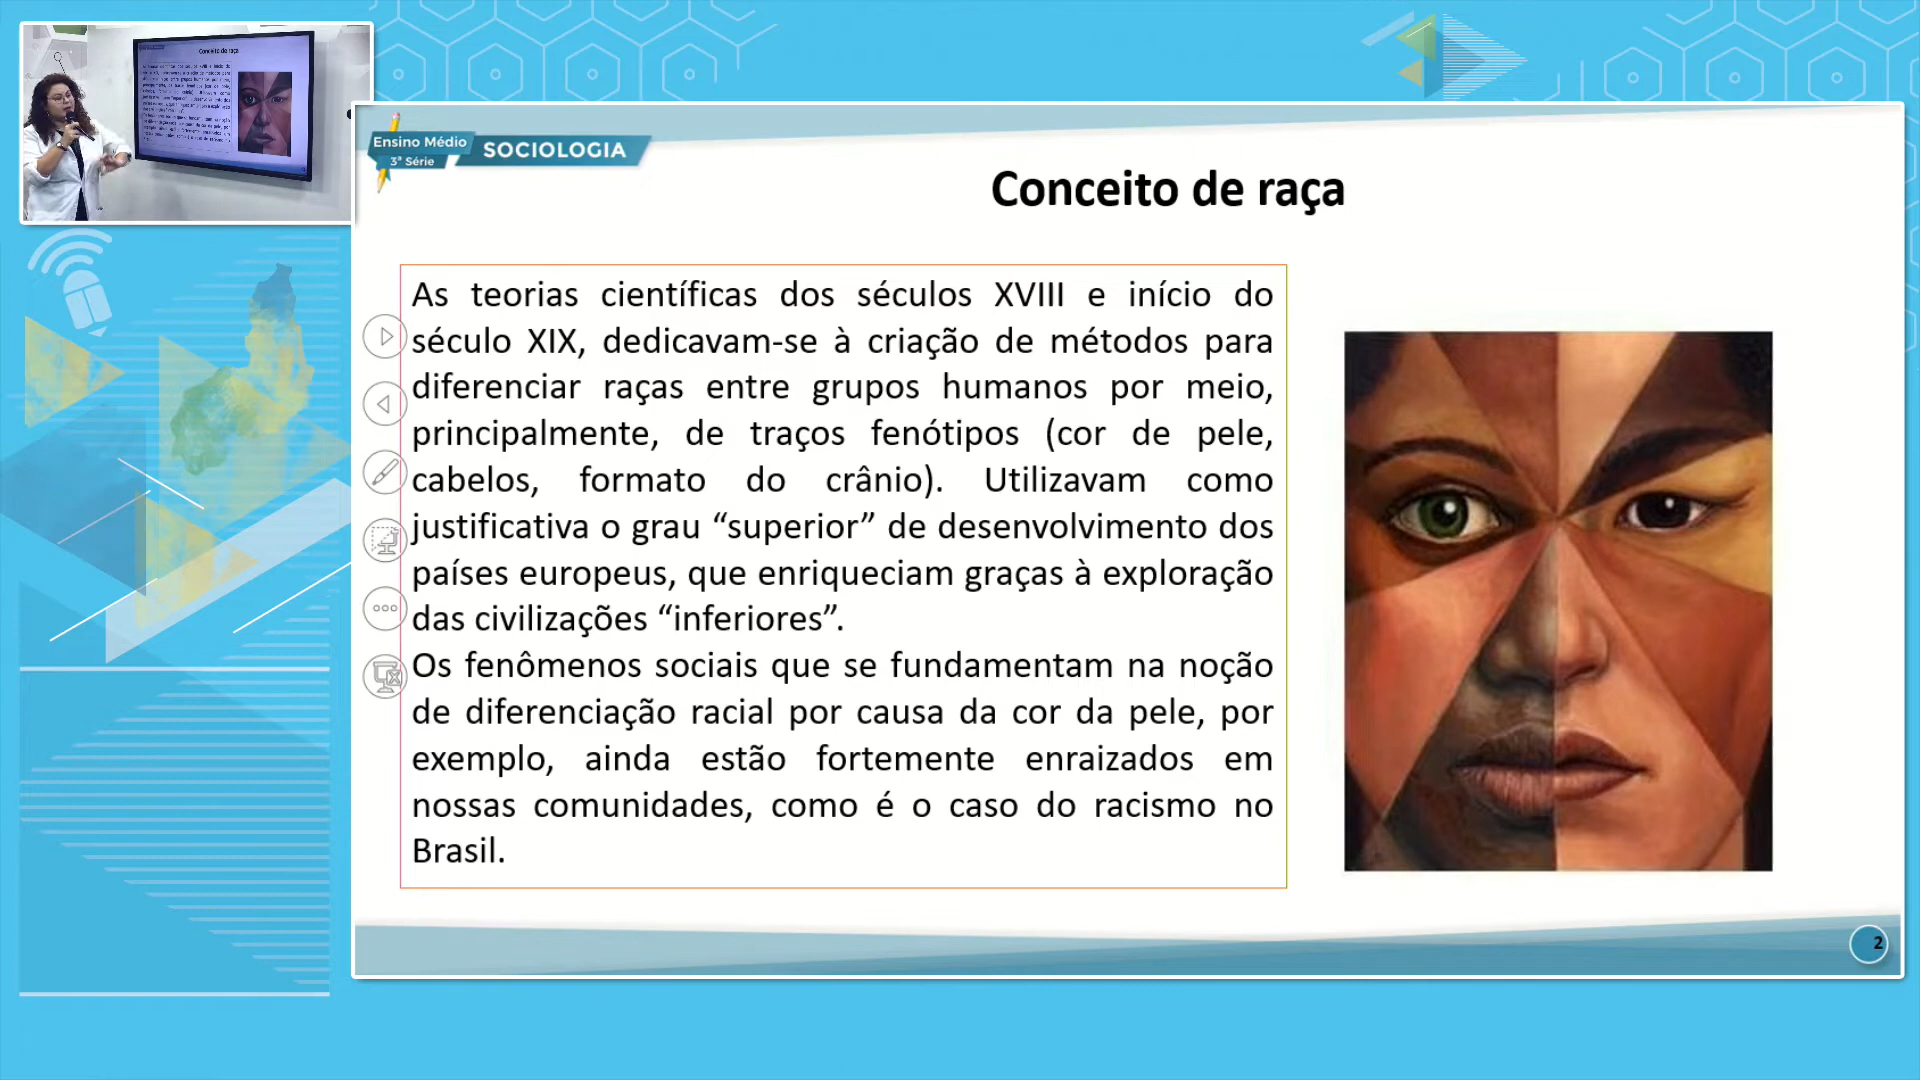 Conceito de raça
Ensino Médio
3ª Série
SOCIOLOGIA
Conceito de raça
As teorias científicas dos séculos XVIII e início do
século XIX, dedicavam-se à criação de métodos para
diferenciar raças entre grupos humanos por meio,
principalmente, de traços fenótipos (cor de pele,
cabelos, formato do crânio). Utilizavam como
justificativa o grau “superior” de desenvolvimento dos
países europeus, que enriqueciam graças à exploração
das civilizações “inferiores”.
Os fenômenos sociais que se fundamentam na noção
de diferenciação racial por causa da cor da pele, por
exemplo, ainda estão fortemente enraizados em
nossas comunidades, como é o caso do racismo no
Brasil.
2